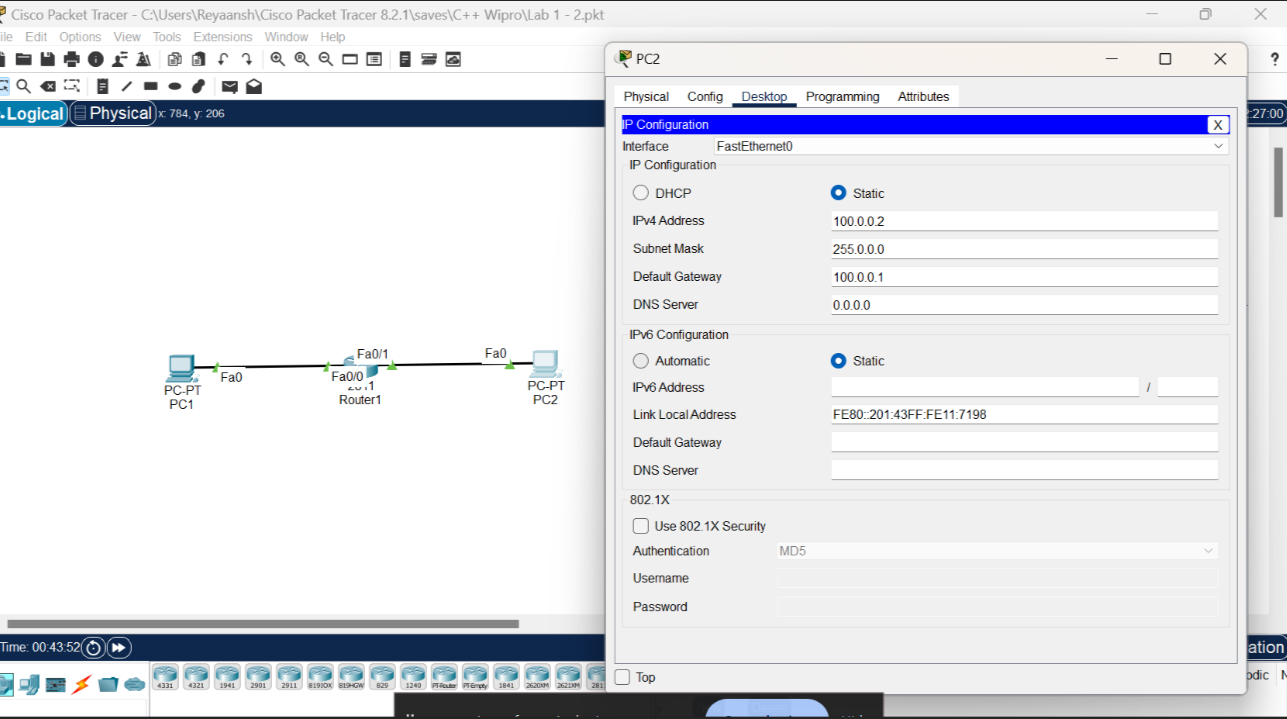 Cisco Packet Tracer - C:\Users\Reyaansh\Cisco Packet Tracer 8.2.1\saves\C++ Wipro\Lab 1 - 2.pkt
Edit Options View Tools Extensions Window Help
Logical Physical x: 784, y: 206
:27:00
PC2
Physical Config Desktop Programming Attributes
IP Configuration X
Interface FastEthernet0
IP Configuration
DHCP Static
IPv4 Address 100.0.0.2
Subnet Mask 255.0.0.0
Default Gateway 100.0.0.1
DNS Server 0.0.0.0
IPv6 Configuration
Automatic Static
IPv6 Address /
Link Local Address FE80::201:43FF:FE11:7198
Default Gateway
DNS Server
802.1X
Use 802.1X Security
Authentication MD5
Username
Password
Top
Fa0/1 Fa0
Fa0 Fa0/0
PC-PT
PC1
Router1
PC-PT
PC2
Time: 00:43:52
4331 4321 1941 2901 2911 819IOX 819HGW 829 1240 PT-Router PT-Empty 1841 2620XM 2621XM 281